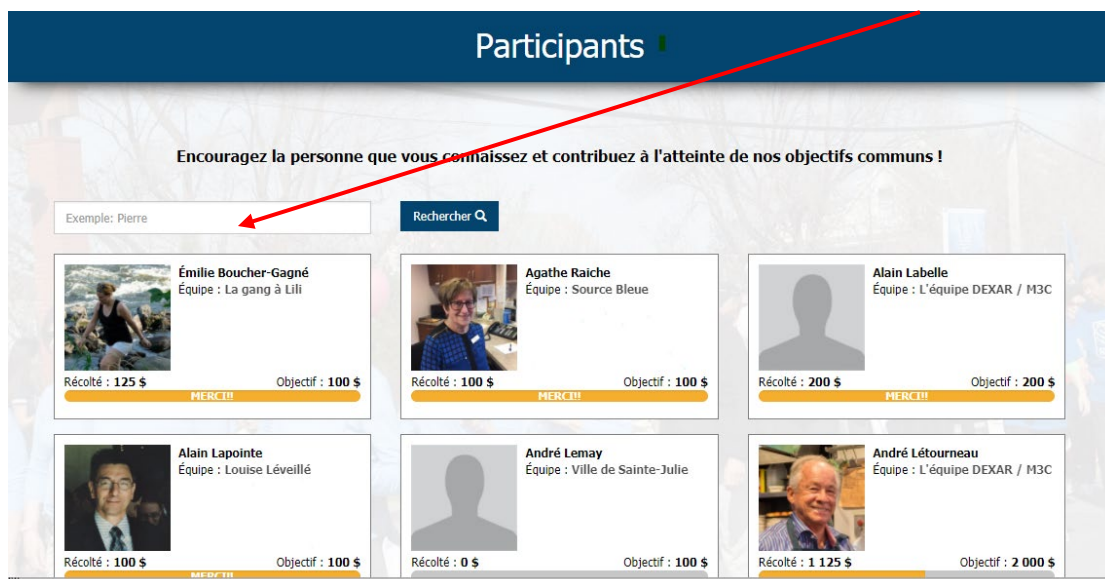 Participants
Encouragez la personne que vous connaissez et contribuez à l'atteinte de nos objectifs communs !
Exemple: Pierre
Rechercher
Émilie Boucher-Gagné
Équipe : La gang à Lili
Récolté : 125 $ Objectif : 100 $
MERCI!!
Agathe Raiche
Équipe : Source Bleue
Récolté : 100 $ Objectif : 100 $
MERCI!!
Alain Labelle
Équipe : L'équipe DEXAR / M3C
Récolté : 200 $ Objectif : 200 $
MERCI!!
Alain Lapointe
Équipe : Louise Léveillé
Récolté : 100 $ Objectif : 100 $
MERCI!!
André Lemay
Équipe : Ville de Sainte-Julie
Récolté : 0 $ Objectif : 100 $
André Létourneau
Équipe : L'équipe DEXAR / M3C
Récolté : 1 125 $ Objectif : 2 000 $